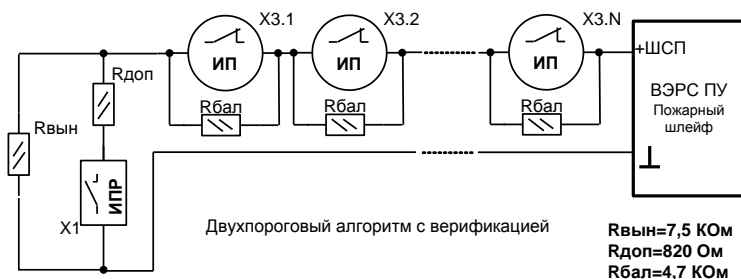 X3.1
X3.2
X3.N
ИП
ИП
ИП
Rбал
Rбал
Rбал
Rдоп
Rвын
ИПР
X1
+ШСП
ВЭРС ПУ
Пожарный
шлейф
Двухпороговый алгоритм с верификацией
Rвын=7,5 КОм
Rдоп=820 Ом
Rбал=4,7 КОм